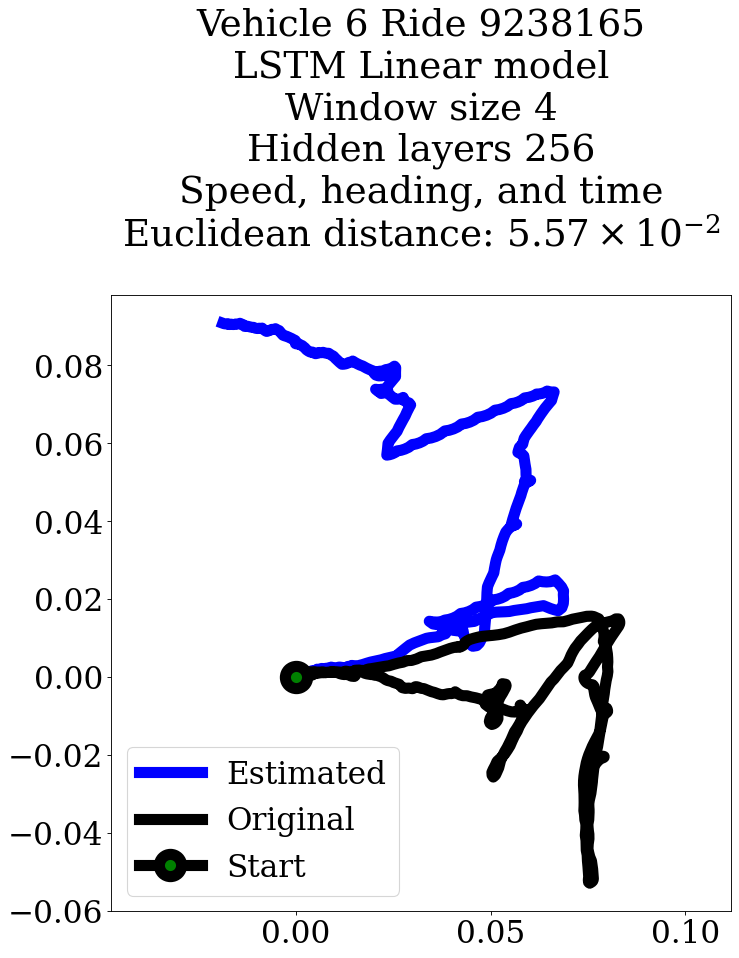 Vehicle 6 Ride 9238165
LSTM Linear model
Window size 4
Hidden layers 256
Speed, heading, and time
Euclidean distance: 5.57 × 10⁻²
0.08
0.06
0.04
0.02
0.00
−0.02
−0.04
−0.06
Estimated
Original
Start
0.00 0.05 0.10